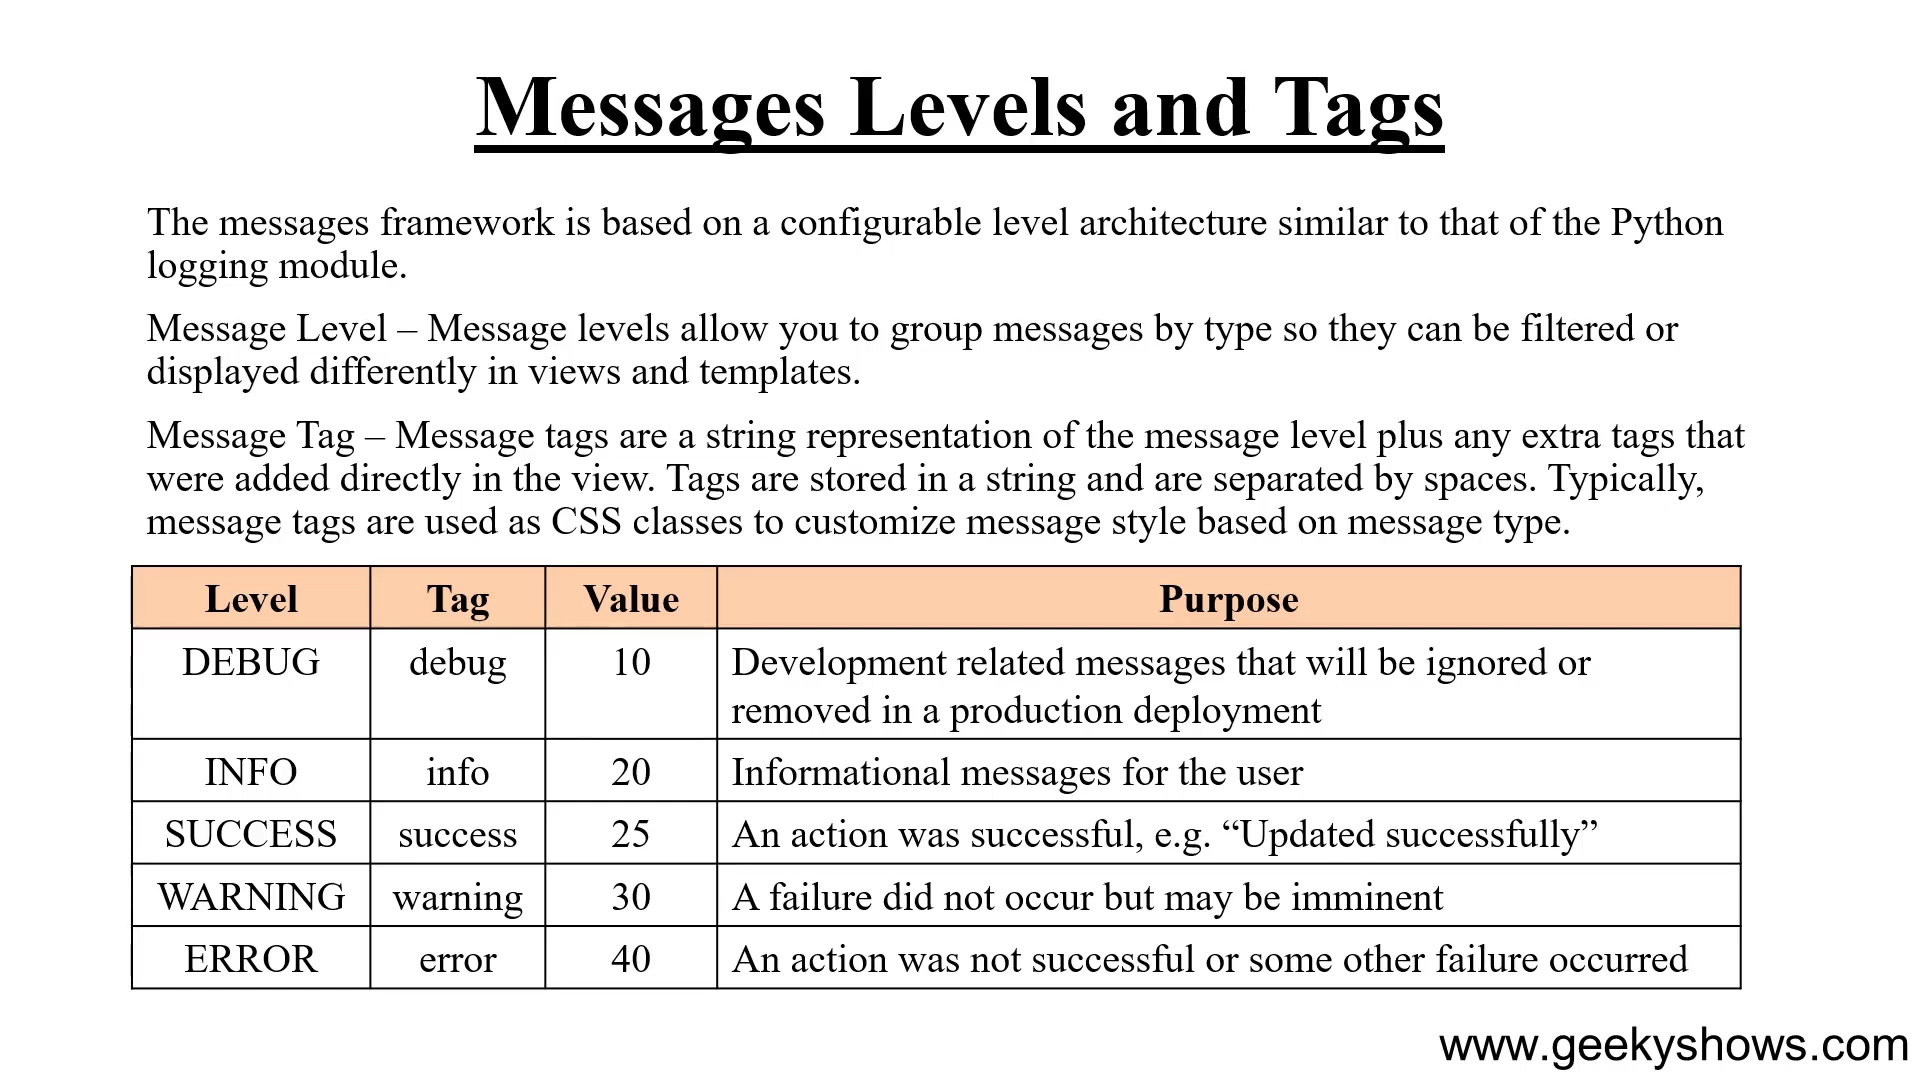 Messages Levels and Tags
The messages framework is based on a configurable level architecture similar to that of the Python
logging module.
Message Level – Message levels allow you to group messages by type so they can be filtered or
displayed differently in views and templates.
Message Tag – Message tags are a string representation of the message level plus any extra tags that
were added directly in the view. Tags are stored in a string and are separated by spaces. Typically,
message tags are used as CSS classes to customize message style based on message type.
Level Tag Value Purpose
DEBUG debug 10 Development related messages that will be ignored or
removed in a production deployment
INFO info 20 Informational messages for the user
SUCCESS success 25 An action was successful, e.g. “Updated successfully”
WARNING warning 30 A failure did not occur but may be imminent
ERROR error 40 An action was not successful or some other failure occurred
www.geekyshows.com